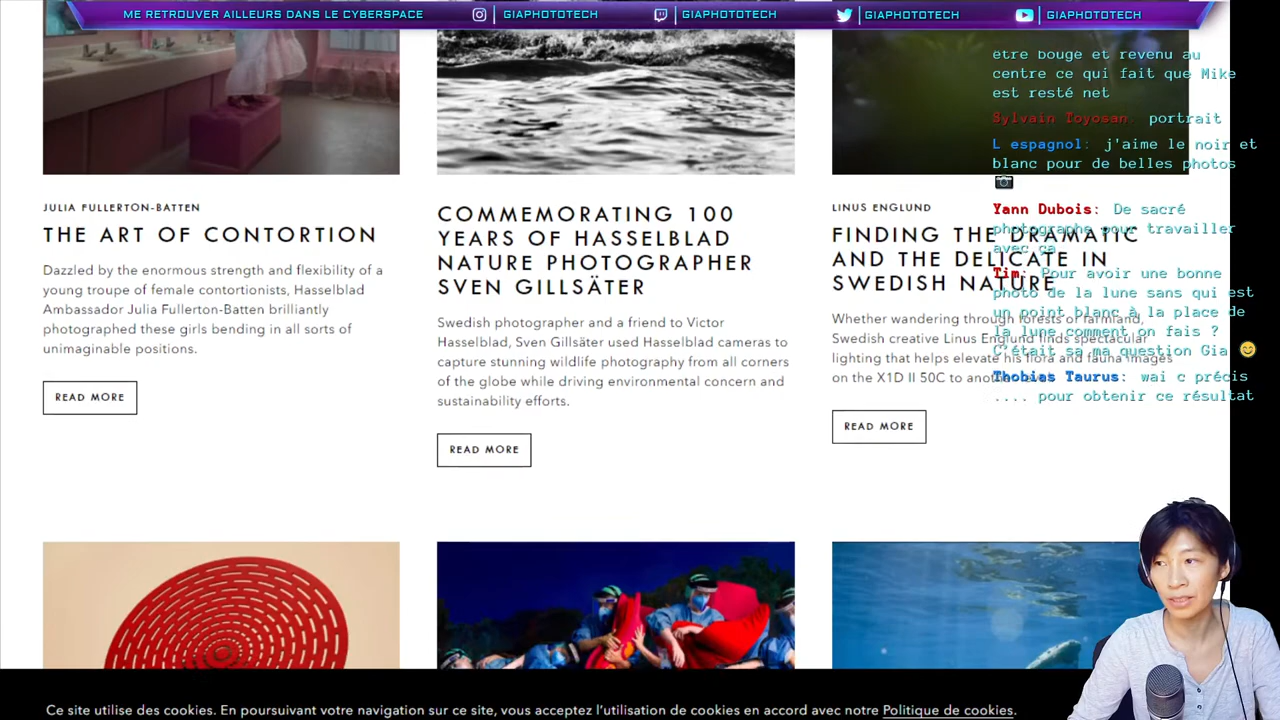 ME RETROUVER AILLEURS DANS LE CYBERSPACE
GIAPHOTOTECH
GIAPHOTOTECH
GIAPHOTOTECH
GIAPHOTOTECH
JULIA FULLERTON-BATTEN
THE ART OF CONTORTION
Dazzled by the enormous strength and flexibility of a
young troupe of female contortionists, Hasselblad
Ambassador Julia Fullerton-Batten brilliantly
photographed these girls bending in all sorts of
unimaginable positions.
READ MORE
COMMEMORATING 100
YEARS OF HASSELBLAD
NATURE PHOTOGRAPHER
SVEN GILLSÄTER
Swedish photographer and a friend to Victor
Hasselblad, Sven Gillsäter used Hasselblad cameras to
capture stunning wildlife photography from all corners
of the globe while driving environmental concern and
sustainability efforts.
READ MORE
LINUS ENGLUND
FINDING THE DRAMATIC
AND THE DELICATE IN
SWEDISH NATURE
Whether wandering through forests or farmland,
Swedish creative Linus Englund finds spectacular
lighting that helps elevate his flora and fauna images
on the X1D II 50C to another
READ MORE
être bougé et revenu au
centre ce qui fait que Mike
est resté net
Sylvain Toyosan: portrait
L espagnol: j'aime le noir et
blanc pour de belles photos
Yann Dubois: De sacré
photographe pour travailler
avec ça
Tim: Pour avoir une bonne
photo de la lune sans qui est
un point blanc à la place de
la lune comment on fais ?
C'était sa ma question Gia
Thobias Taurus: wai c précis
.... pour obtenir ce résultat
Ce site utilise des cookies. En poursuivant votre navigation sur ce site, vous acceptez l'utilisation de cookies en accord avec notre Politique de cookies.